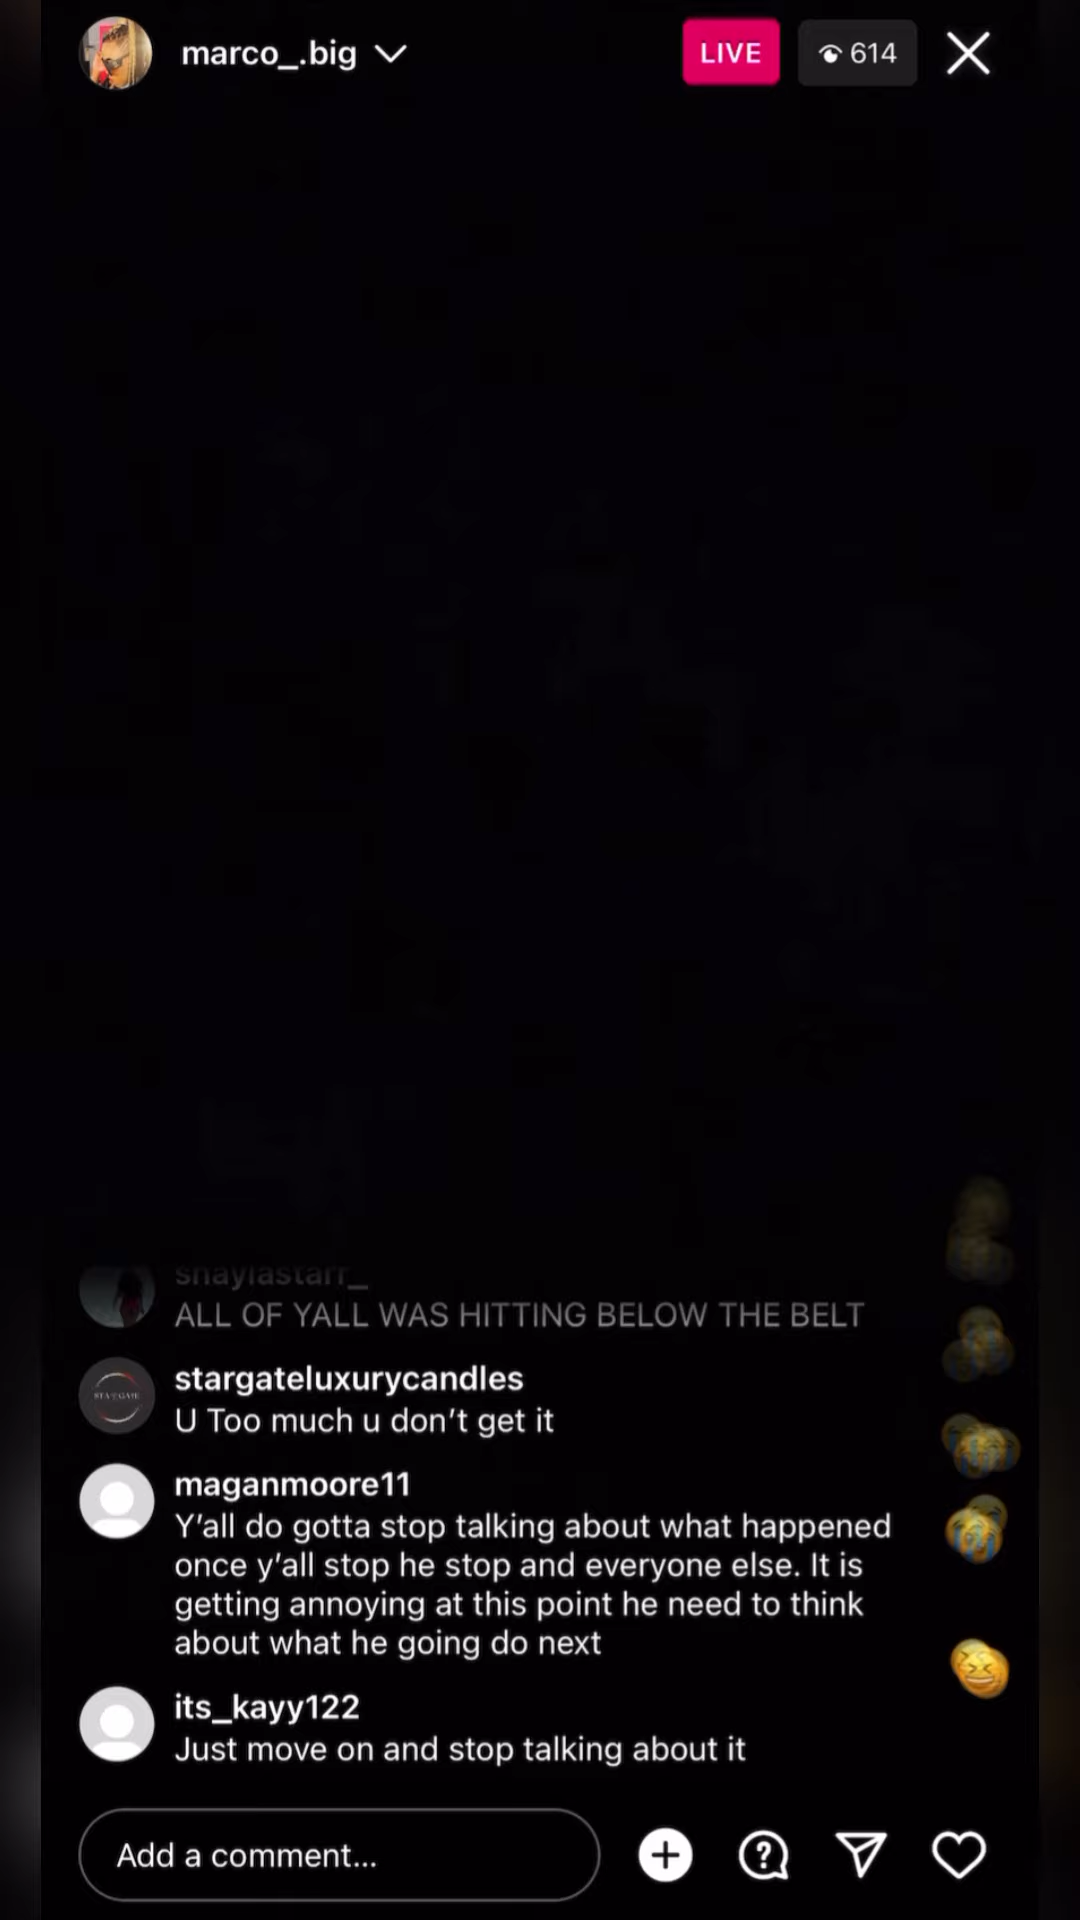 marco_.big
LIVE
614
shaylastarr_
ALL OF YALL WAS HITTING BELOW THE BELT
stargateluxurycandles
U Too much u don’t get it
maganmoore11
Y’all do gotta stop talking about what happened
once y’all stop he stop and everyone else. It is
getting annoying at this point he need to think
about what he going do next
its_kayy122
Just move on and stop talking about it
Add a comment...